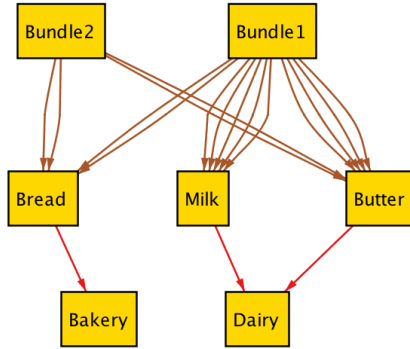 Bundle2
Bundle1
Bread
Milk
Butter
Bakery
Dairy